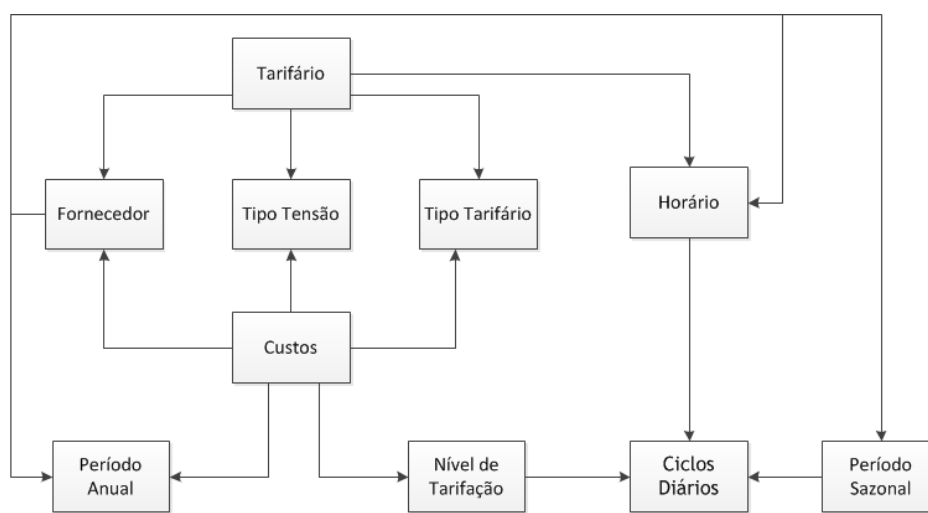 Tarifário
Fornecedor
Tipo Tensão
Tipo Tarifário
Horário
Custos
Período
Anual
Nível de
Tarifação
Ciclos
Diários
Período
Sazonal